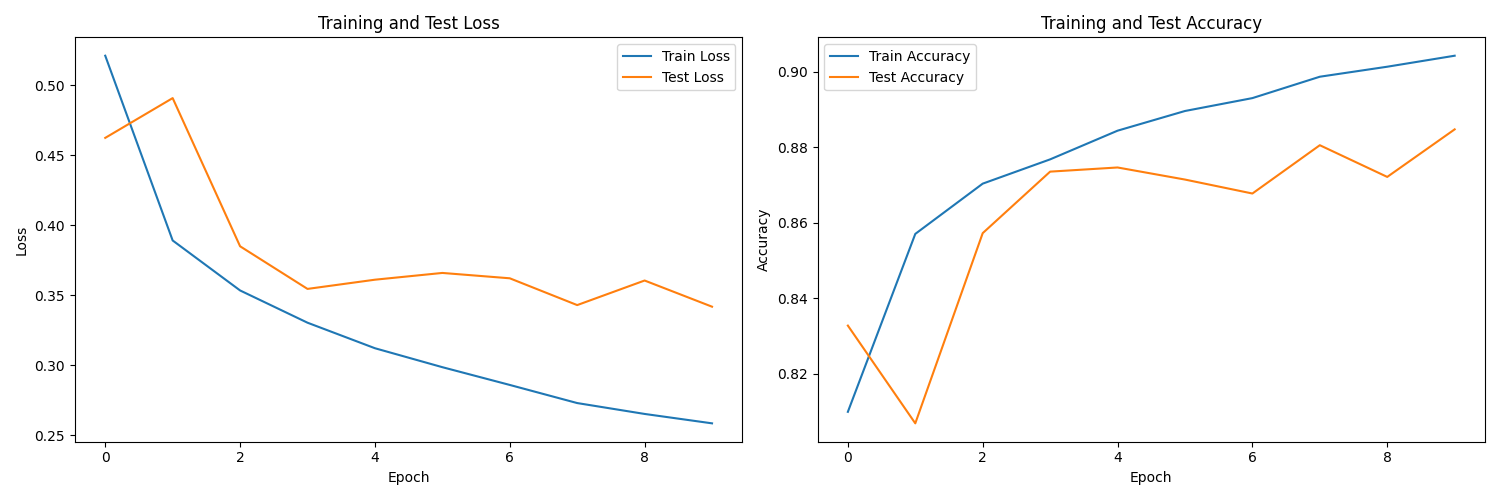 Training and Test Loss
Train Loss
Test Loss
0.50
0.45
0.40
0.35
0.30
0.25
Loss
0 2 4 6 8
Epoch
Training and Test Accuracy
Train Accuracy
Test Accuracy
0.90
0.88
0.86
0.84
0.82
Accuracy
0 2 4 6 8
Epoch